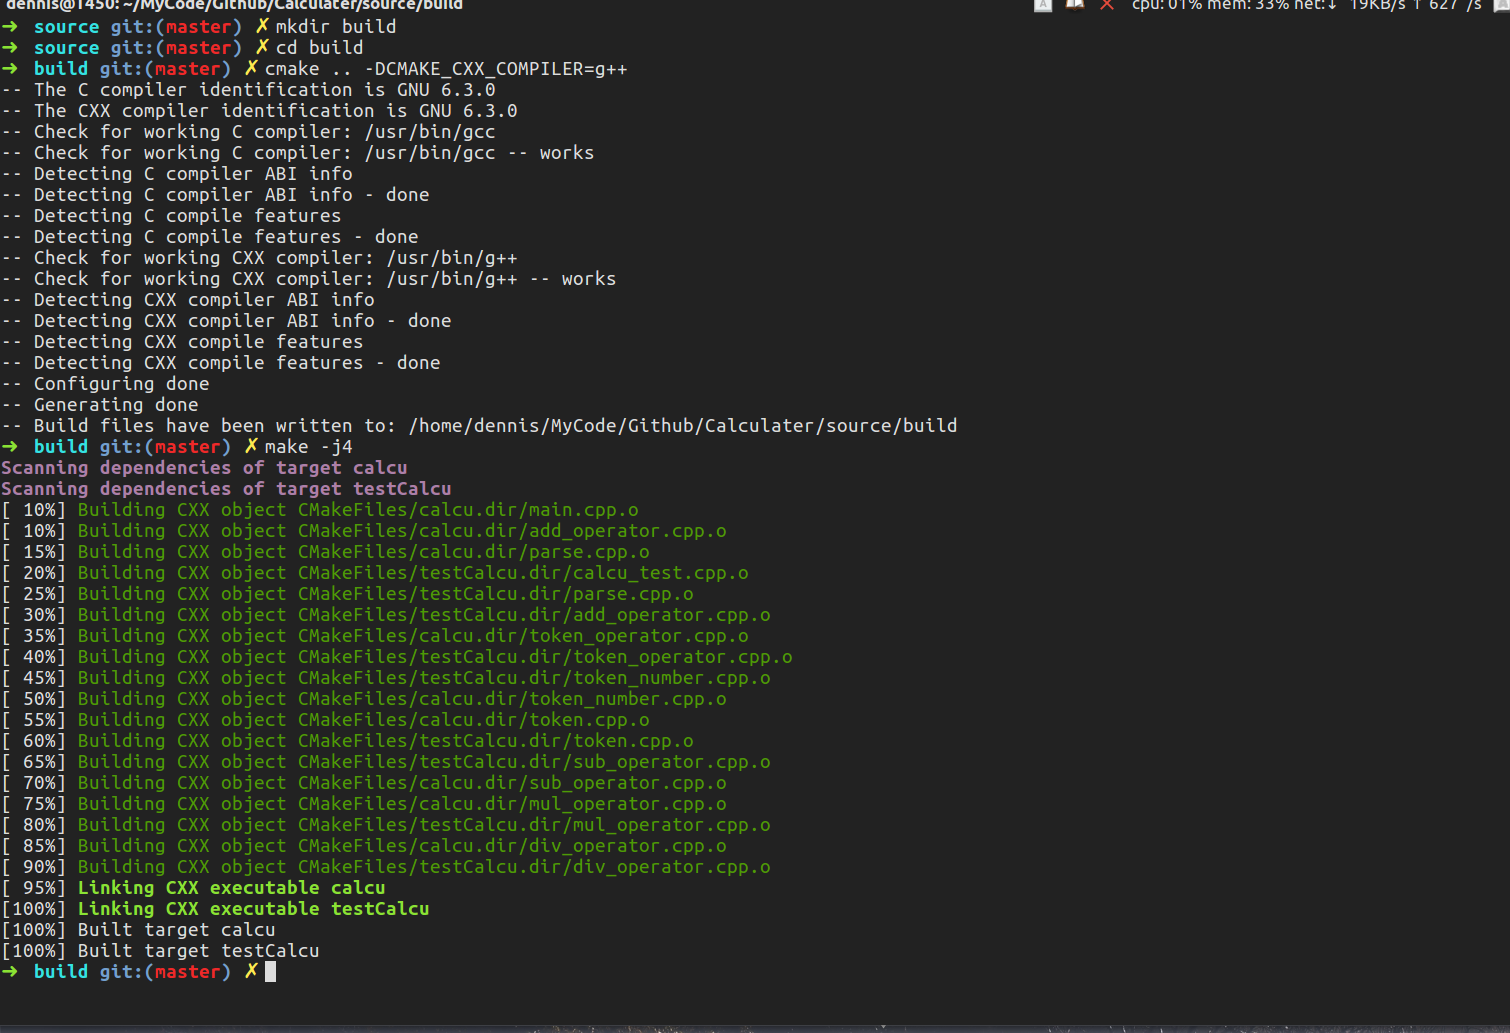 dennis@T450: ~/MyCode/Github/Calculater/source/build
A cpu: 01% mem: 33% net:↓ 19KB/s ↑ 627 /s
➜ source git:(master) ✗ mkdir build
➜ source git:(master) ✗ cd build
➜ build git:(master) ✗ cmake .. -DCMAKE_CXX_COMPILER=g++
-- The C compiler identification is GNU 6.3.0
-- The CXX compiler identification is GNU 6.3.0
-- Check for working C compiler: /usr/bin/gcc
-- Check for working C compiler: /usr/bin/gcc -- works
-- Detecting C compiler ABI info
-- Detecting C compiler ABI info - done
-- Detecting C compile features
-- Detecting C compile features - done
-- Check for working CXX compiler: /usr/bin/g++
-- Check for working CXX compiler: /usr/bin/g++ -- works
-- Detecting CXX compiler ABI info
-- Detecting CXX compiler ABI info - done
-- Detecting CXX compile features
-- Detecting CXX compile features - done
-- Configuring done
-- Generating done
-- Build files have been written to: /home/dennis/MyCode/Github/Calculater/source/build
➜ build git:(master) ✗ make -j4
Scanning dependencies of target calcu
Scanning dependencies of target testCalcu
[ 10%] Building CXX object CMakeFiles/calcu.dir/main.cpp.o
[ 10%] Building CXX object CMakeFiles/calcu.dir/add_operator.cpp.o
[ 15%] Building CXX object CMakeFiles/calcu.dir/parse.cpp.o
[ 20%] Building CXX object CMakeFiles/testCalcu.dir/calcu_test.cpp.o
[ 25%] Building CXX object CMakeFiles/testCalcu.dir/parse.cpp.o
[ 30%] Building CXX object CMakeFiles/testCalcu.dir/add_operator.cpp.o
[ 35%] Building CXX object CMakeFiles/calcu.dir/token_operator.cpp.o
[ 40%] Building CXX object CMakeFiles/testCalcu.dir/token_operator.cpp.o
[ 45%] Building CXX object CMakeFiles/testCalcu.dir/token_number.cpp.o
[ 50%] Building CXX object CMakeFiles/calcu.dir/token_number.cpp.o
[ 55%] Building CXX object CMakeFiles/calcu.dir/token.cpp.o
[ 60%] Building CXX object CMakeFiles/testCalcu.dir/token.cpp.o
[ 65%] Building CXX object CMakeFiles/testCalcu.dir/sub_operator.cpp.o
[ 70%] Building CXX object CMakeFiles/calcu.dir/sub_operator.cpp.o
[ 75%] Building CXX object CMakeFiles/calcu.dir/mul_operator.cpp.o
[ 80%] Building CXX object CMakeFiles/testCalcu.dir/mul_operator.cpp.o
[ 85%] Building CXX object CMakeFiles/calcu.dir/div_operator.cpp.o
[ 90%] Building CXX object CMakeFiles/testCalcu.dir/div_operator.cpp.o
[ 95%] Linking CXX executable calcu
[100%] Linking CXX executable testCalcu
[100%] Built target calcu
[100%] Built target testCalcu
➜ build git:(master) ✗